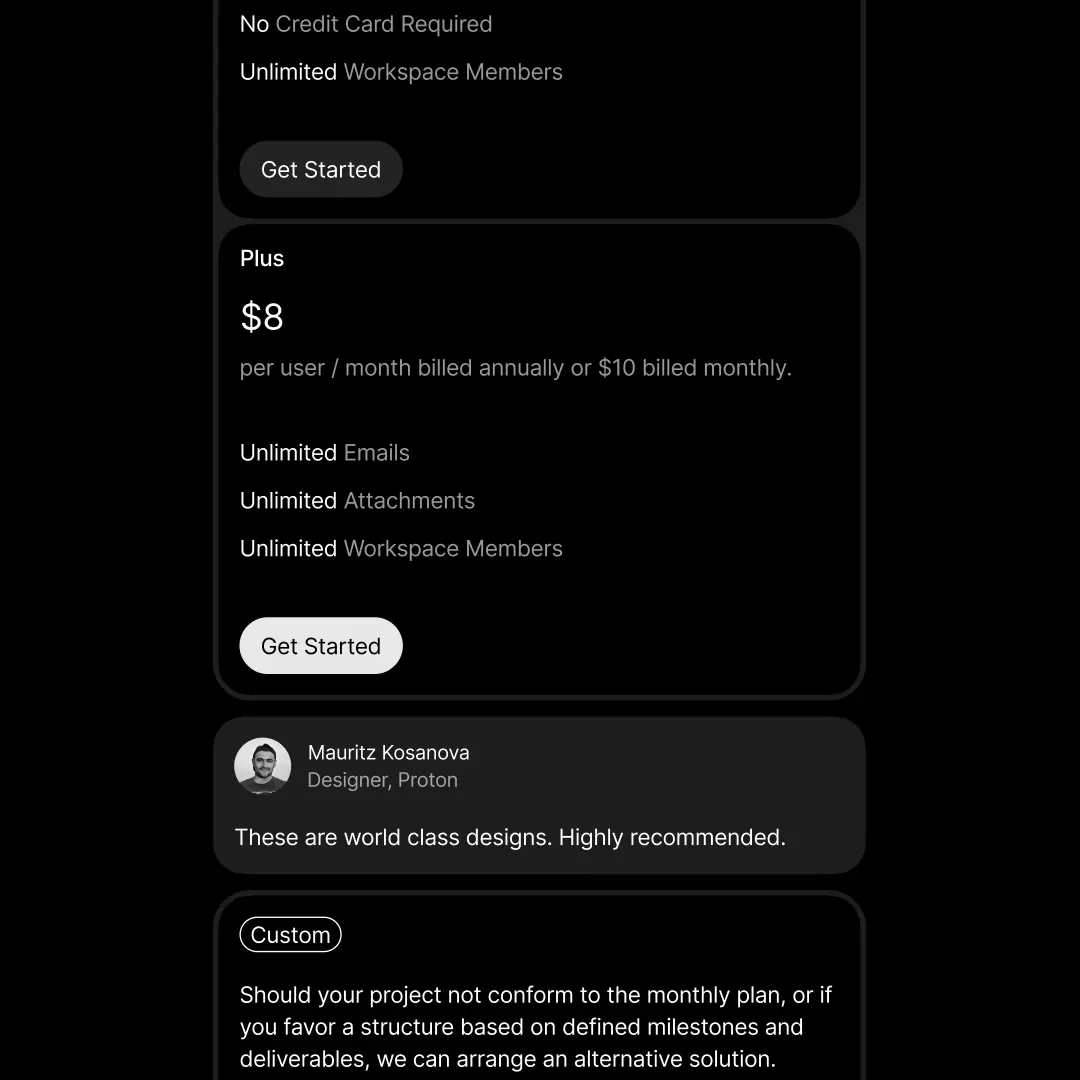 No Credit Card Required
Unlimited Workspace Members
Get Started
Plus
$8
per user / month billed annually or $10 billed monthly.
Unlimited Emails
Unlimited Attachments
Unlimited Workspace Members
Get Started
Mauritz Kosanova
Designer, Proton
These are world class designs. Highly recommended.
Custom
Should your project not conform to the monthly plan, or if
you favor a structure based on defined milestones and
deliverables, we can arrange an alternative solution.